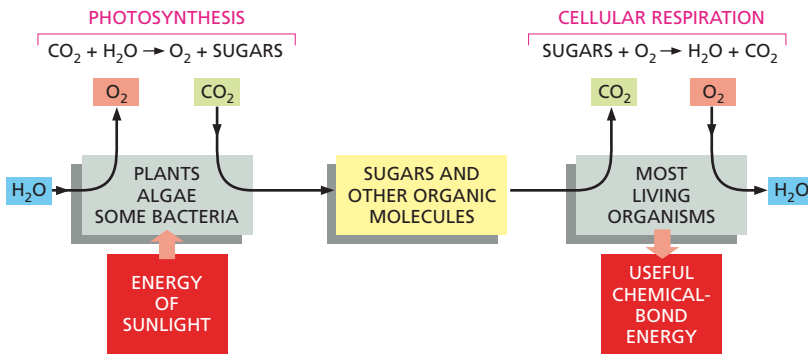 PHOTOSYNTHESIS
CO₂ + H₂O → O₂ + SUGARS
O₂
CO₂
H₂O
PLANTS
ALGAE
SOME BACTERIA
ENERGY
OF
SUNLIGHT
SUGARS AND
OTHER ORGANIC
MOLECULES
CELLULAR RESPIRATION
SUGARS + O₂ → H₂O + CO₂
CO₂
O₂
MOST
LIVING
ORGANISMS
H₂O
USEFUL
CHEMICAL-
BOND
ENERGY